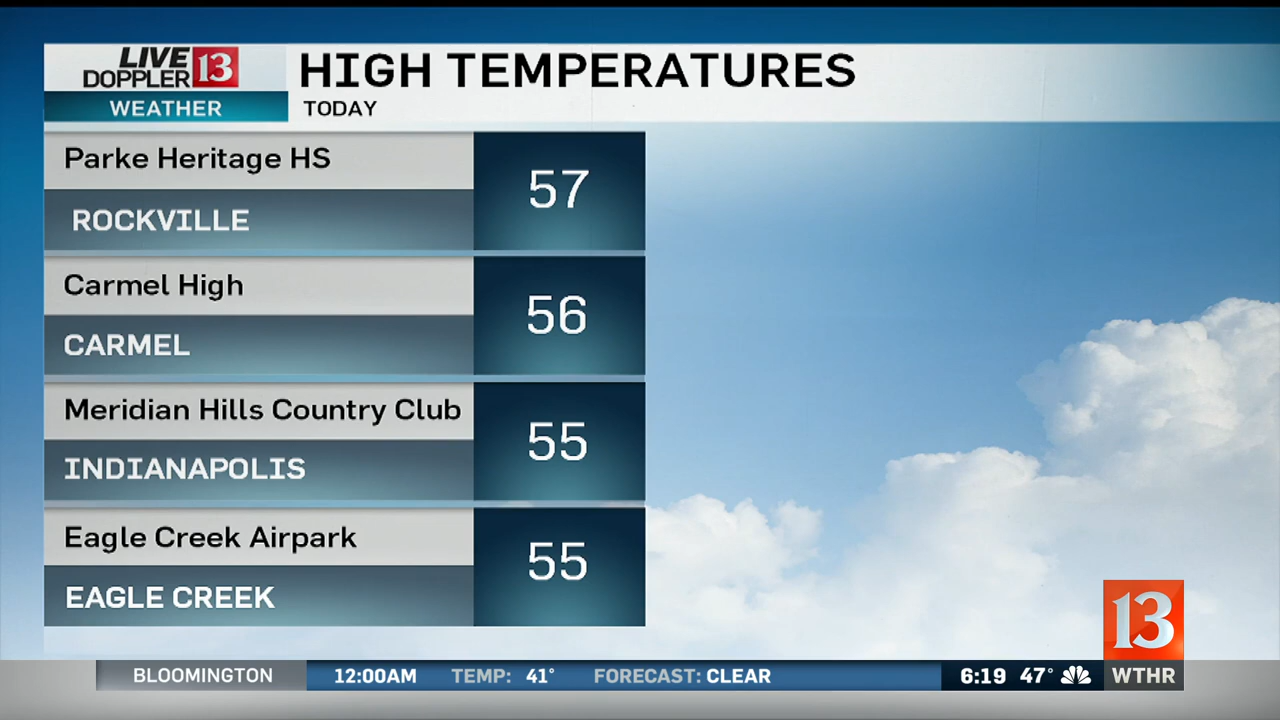 LIVE
DOPPLER 13
WEATHER
HIGH TEMPERATURES
TODAY
Parke Heritage HS
ROCKVILLE
57
Carmel High
CARMEL
56
Meridian Hills Country Club
INDIANAPOLIS
55
Eagle Creek Airpark
EAGLE CREEK
55
13
BLOOMINGTON 12:00AM TEMP: 41° FORECAST: CLEAR 6:19 47° WTHR